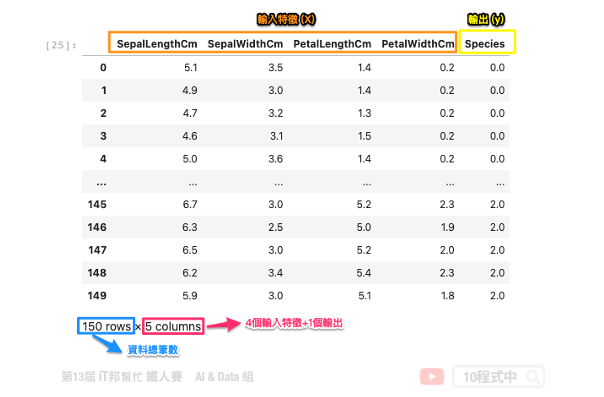 輸入特徵 (X) 輸出 (y)
[25]: SepalLengthCm SepalWidthCm PetalLengthCm PetalWidthCm Species
0 5.1 3.5 1.4 0.2 0.0
1 4.9 3.0 1.4 0.2 0.0
2 4.7 3.2 1.3 0.2 0.0
3 4.6 3.1 1.5 0.2 0.0
4 5.0 3.6 1.4 0.2 0.0
... ... ... ... ... ...
145 6.7 3.0 5.2 2.3 2.0
146 6.3 2.5 5.0 1.9 2.0
147 6.5 3.0 5.2 2.0 2.0
148 6.2 3.4 5.4 2.3 2.0
149 5.9 3.0 5.1 1.8 2.0
150 rows × 5 columns 4個輸入特徵+1個輸出
資料總筆數
第13屆 iT邦幫忙 鐵人賽 AI & Data 組 10程式中